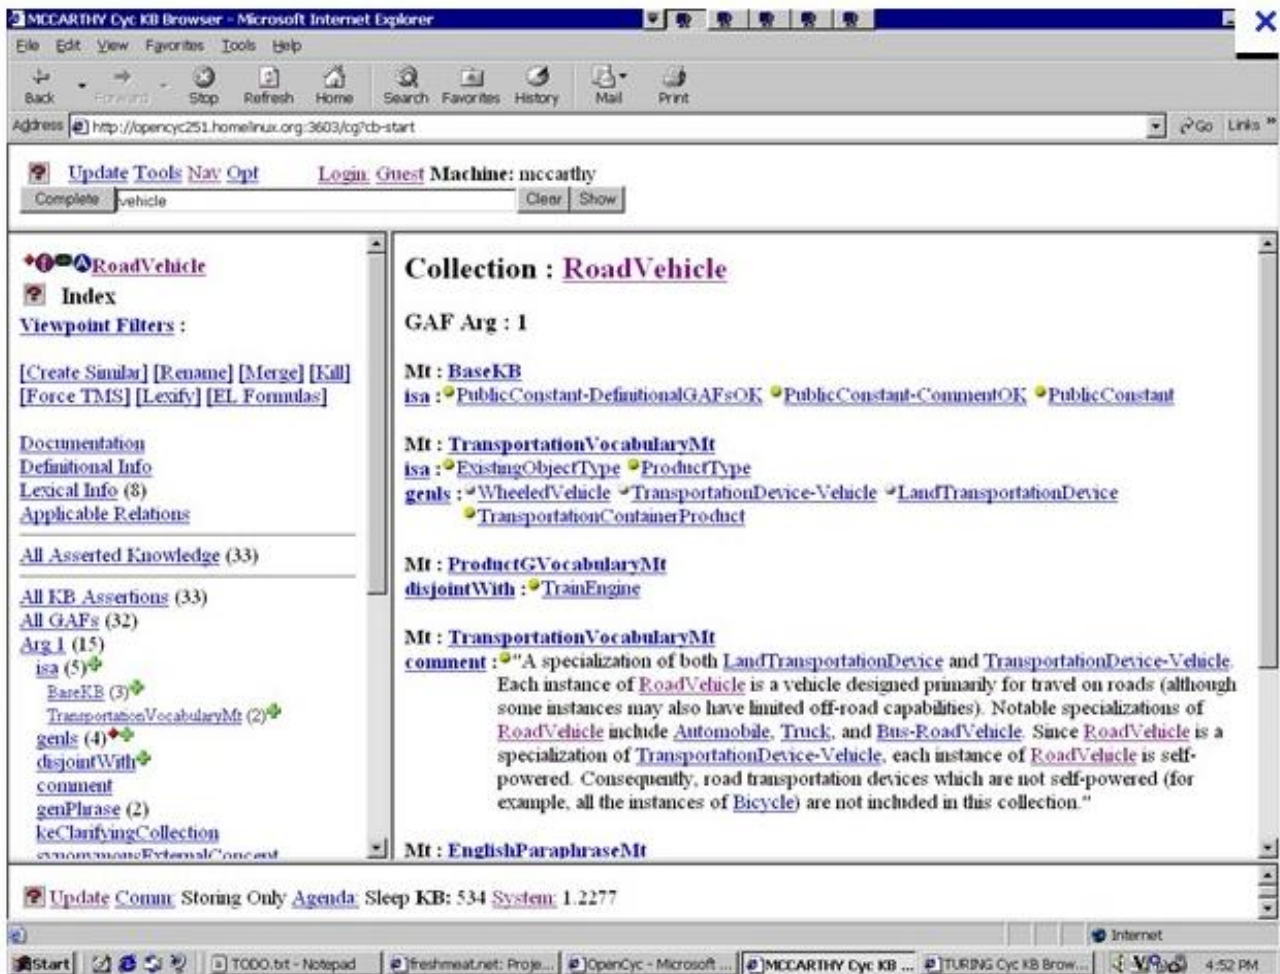 MCCARTHY Cyc KB Browser - Microsoft Internet Explorer
File Edit View Favorites Tools Help
Back Forward Stop Refresh Home Search Favorites History Mail Print
Address http://opencyc251.homelinux.org:3603/cg?cb-start Go Links »
Update Tools Nav Opt Login: Guest Machine: mccarthy
Complete vehicle Clear Show
RoadVehicle
Index
Viewpoint Filters :
[Create Similar] [Rename] [Merge] [Kill]
[Force TMS] [Lexify] [EL Formulas]
Documentation
Definitional Info
Lexical Info (8)
Applicable Relations
All Asserted Knowledge (33)
All KB Assertions (33)
All GAFs (32)
Arg 1 (15)
isa (5)
BaseKB (3)
TransportationVocabularyMt (2)
genls (4)
disjointWith
comment
genPhrase (2)
keClarifyingCollection
synonymousExternalConcept
Collection : RoadVehicle
GAF Arg : 1
Mt : BaseKB
isa : PublicConstant-DefinitionalGAFsOK PublicConstant-CommentOK PublicConstant
Mt : TransportationVocabularyMt
isa : ExistingObjectType ProductType
genls : WheeledVehicle TransportationDevice-Vehicle LandTransportationDevice
TransportationContainerProduct
Mt : ProductGVocabularyMt
disjointWith : TrainEngine
Mt : TransportationVocabularyMt
comment : "A specialization of both LandTransportationDevice and TransportationDevice-Vehicle.
Each instance of RoadVehicle is a vehicle designed primarily for travel on roads (although
some instances may also have limited off-road capabilities). Notable specializations of
RoadVehicle include Automobile, Truck, and Bus-RoadVehicle. Since RoadVehicle is a
specialization of TransportationDevice-Vehicle, each instance of RoadVehicle is self-
powered. Consequently, road transportation devices which are not self-powered (for
example, all the instances of Bicycle) are not included in this collection."
Mt : EnglishParaphraseMt
Update Comm: Storing Only Agenda: Sleep KB: 534 System: 1.2277
Internet
Start TODO.txt - Notepad freshmeat.net: Proje... OpenCyc - Microsoft ... MCCARTHY Cyc KB ... TURING Cyc KB Brow... 4:52 PM